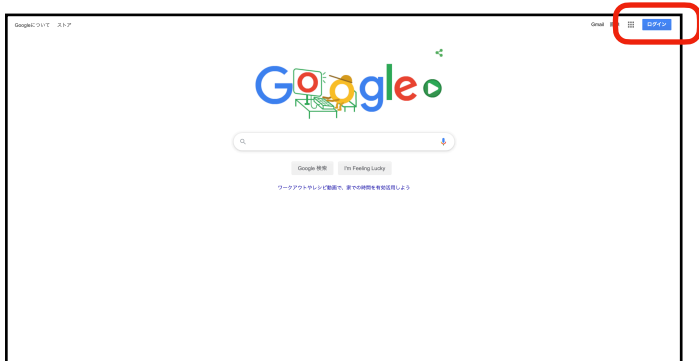 Googleについて ストア
Gmail
ログイン
Google
Google 検索 I'm Feeling Lucky
ワークアウトやレシピ動画で、家での時間を有効活用しよう